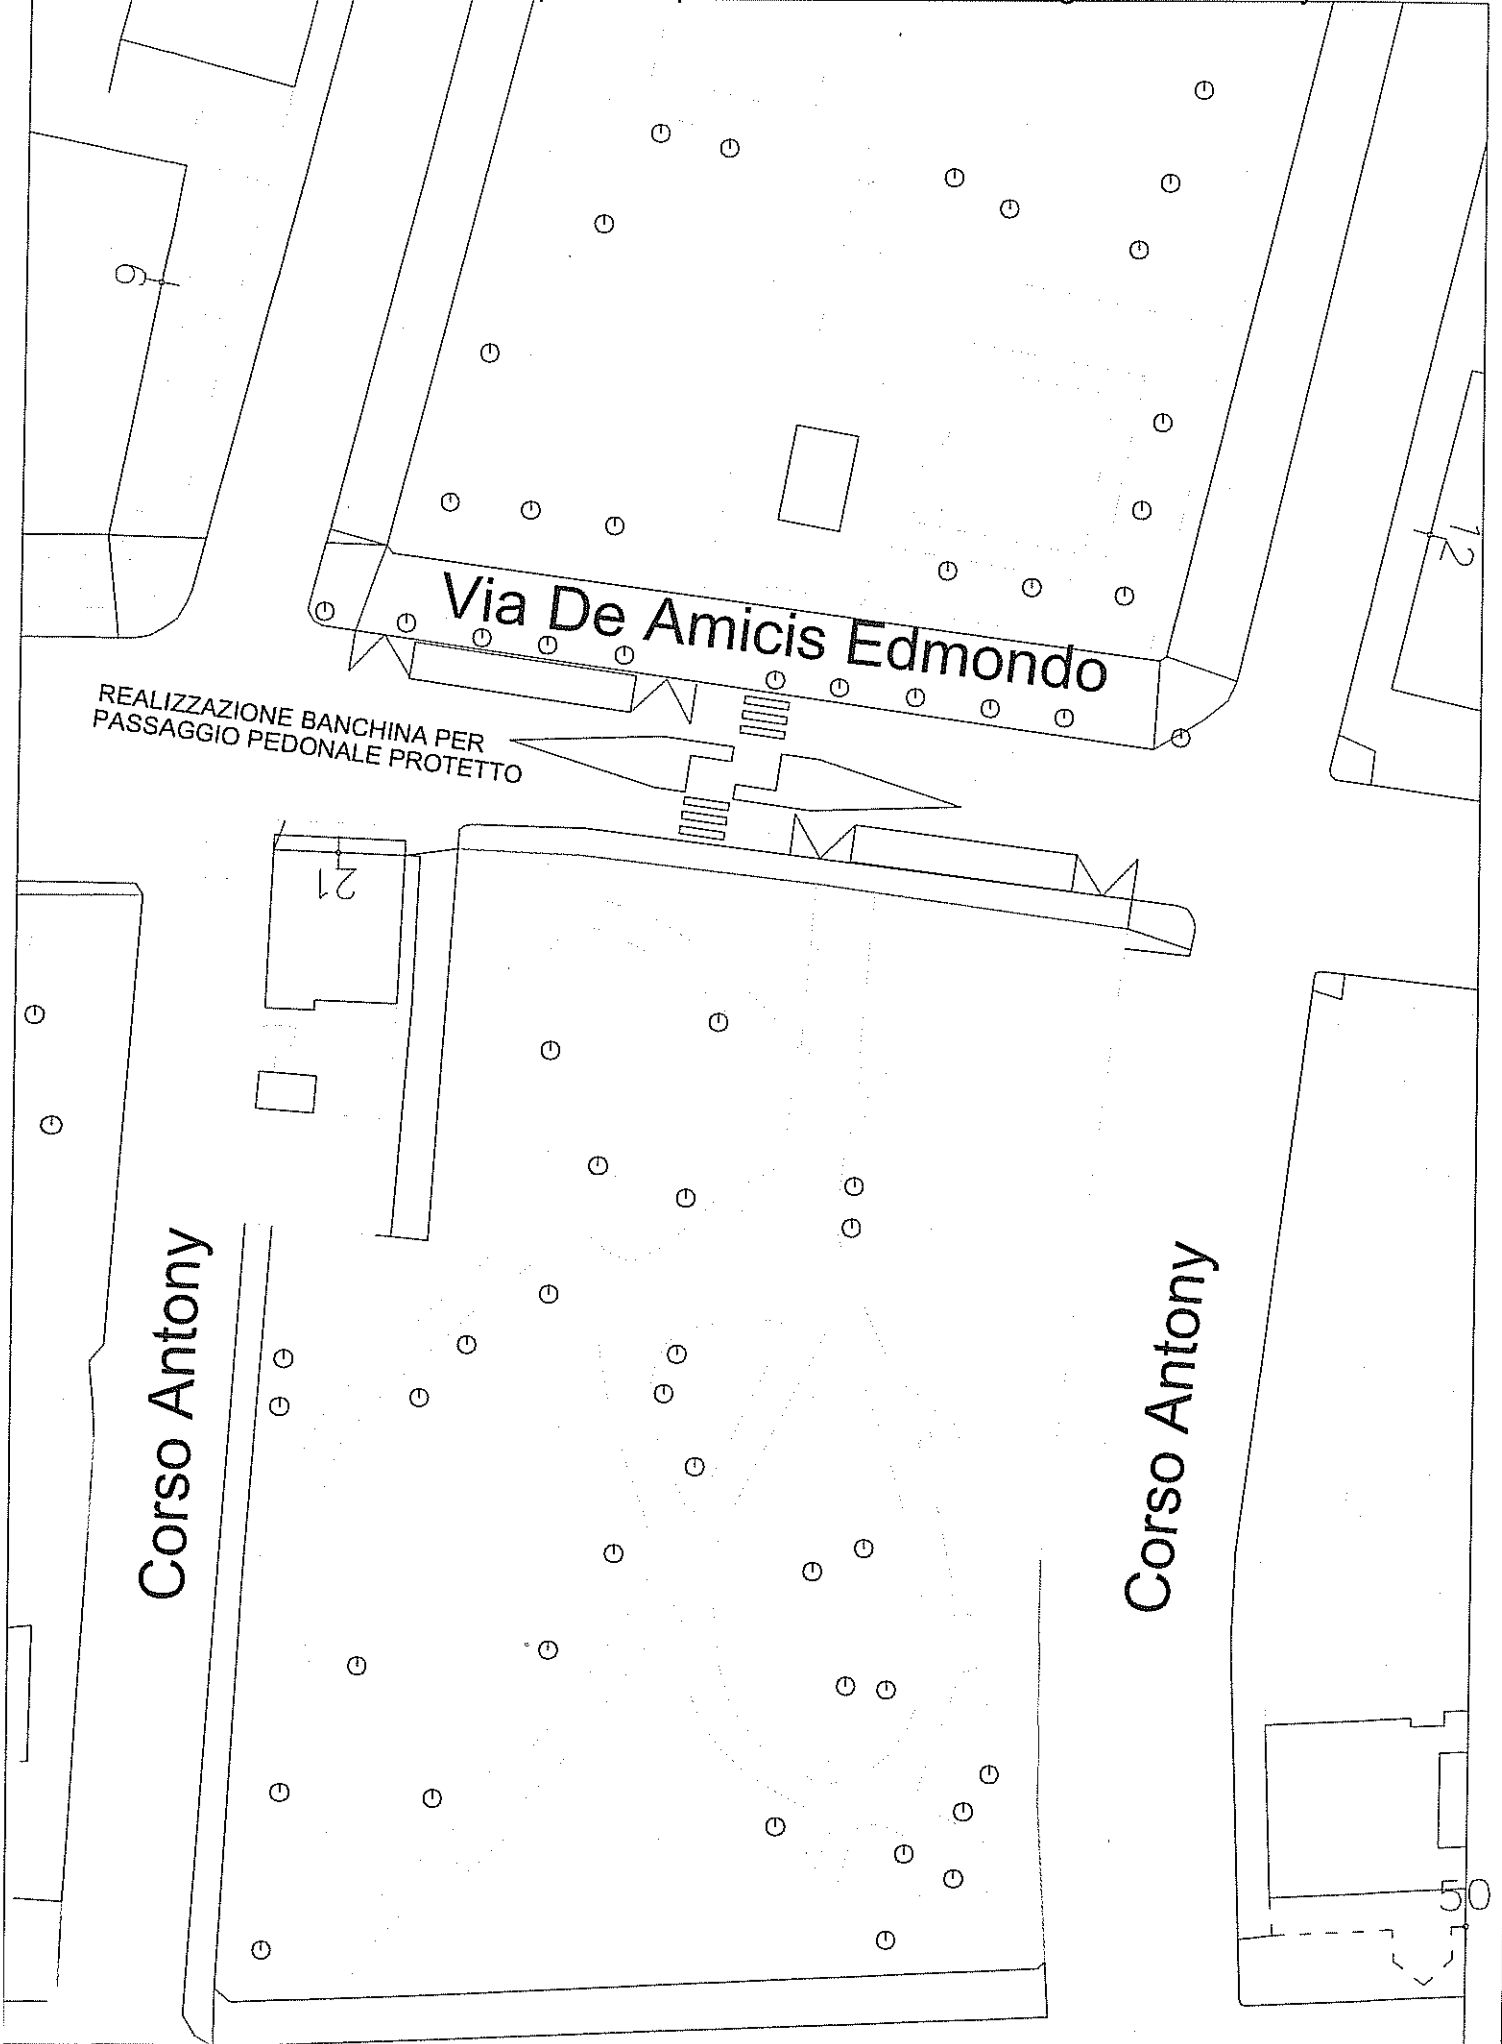 6
12
Via De Amicis Edmondo
REALIZZAZIONE BANCHINA PER
PASSAGGIO PEDONALE PROTETTO
21
Corso Antony
Corso Antony
50